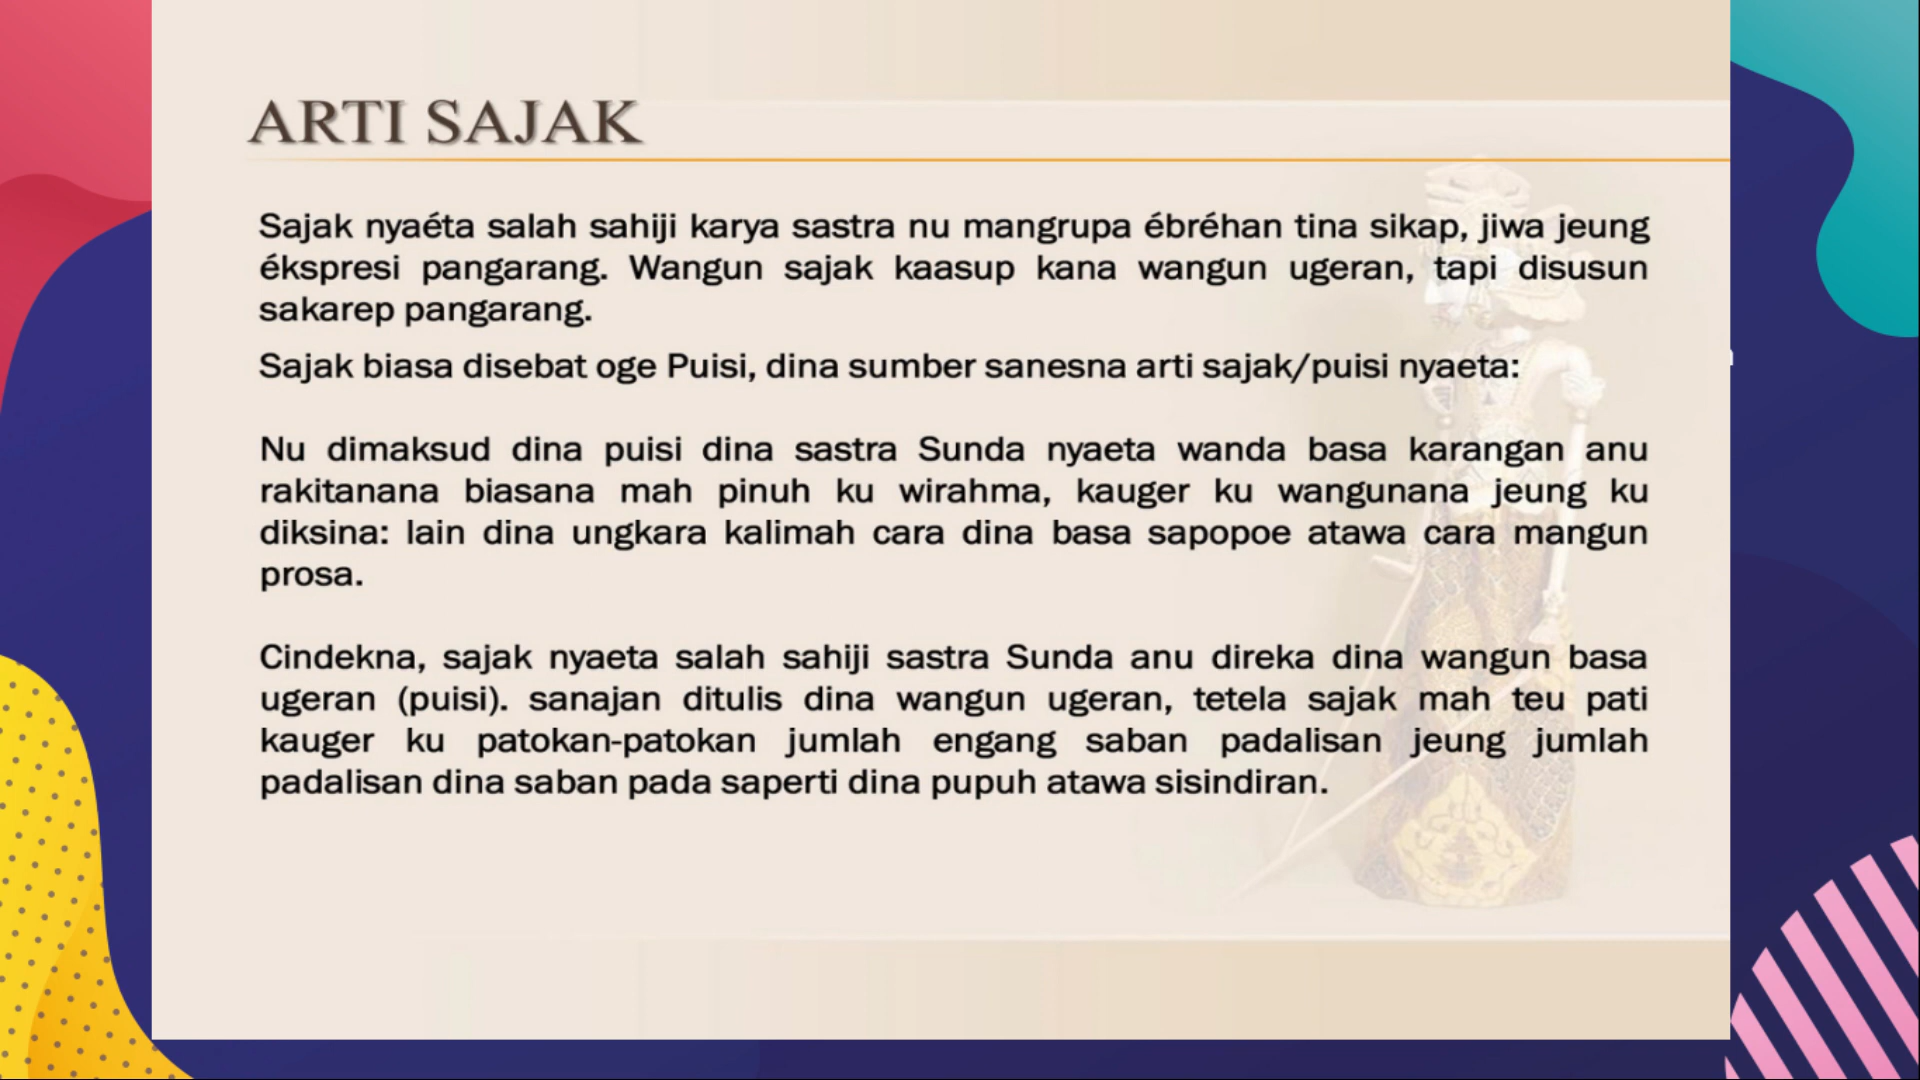 ARTI SAJAK
Sajak nyaéta salah sahiji karya sastra nu mangrupa ébréhan tina sikap, jiwa jeung
ékspresi pangarang. Wangun sajak kaasup kana wangun ugeran, tapi disusun
sakarep pangarang.
Sajak biasa disebat oge Puisi, dina sumber sanesna arti sajak/puisi nyaeta:
Nu dimaksud dina puisi dina sastra Sunda nyaeta wanda basa karangan anu
rakitanana biasana mah pinuh ku wirahma, kauger ku wangunana jeung ku
diksina: lain dina ungkara kalimah cara dina basa sapopoe atawa cara mangun
prosa.
Cindekna, sajak nyaeta salah sahiji sastra Sunda anu direka dina wangun basa
ugeran (puisi). sanajan ditulis dina wangun ugeran, tetela sajak mah teu pati
kauger ku patokan-patokan jumlah engang saban padalisan jeung jumlah
padalisan dina saban pada saperti dina pupuh atawa sisindiran.